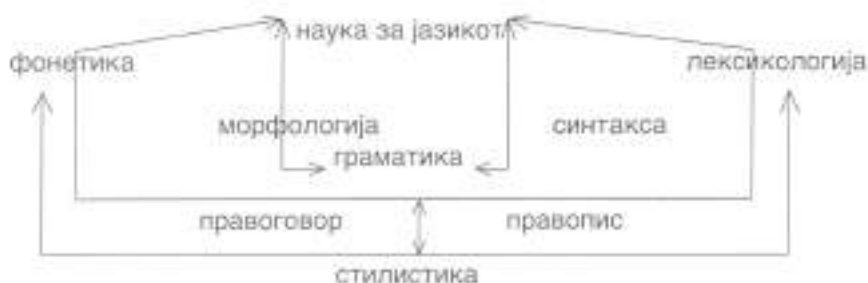 наука за јазикот
фонетика лексикологија
морфологија синтакса
граматика
правоговор правопис
стилистика